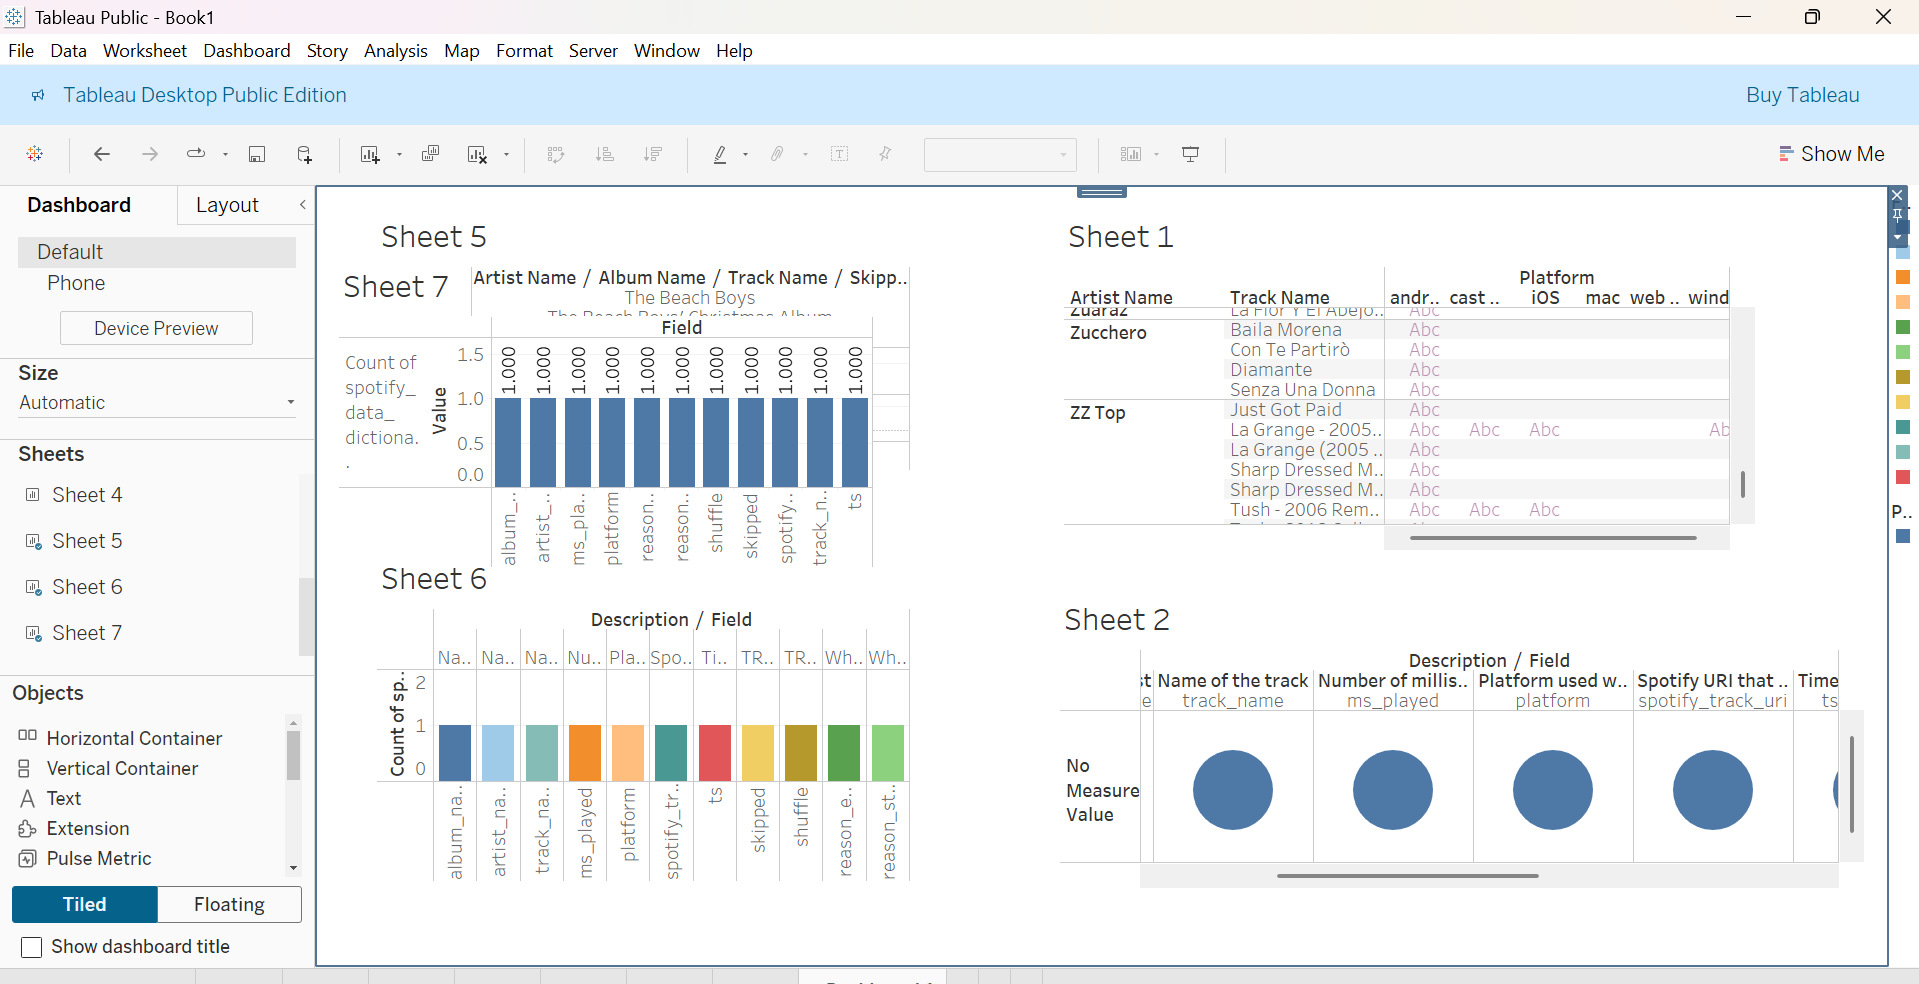 Tableau Public - Book1
File Data Worksheet Dashboard Story Analysis Map Format Server Window Help
Tableau Desktop Public Edition
Buy Tableau
Show Me
Dashboard
Layout
Default
Phone
Device Preview
Size
Automatic
Sheets
Sheet 4
Sheet 5
Sheet 6
Sheet 7
Objects
Horizontal Container
Vertical Container
Text
Extension
Pulse Metric
Tiled
Floating
Show dashboard title
Sheet 5
Artist Name / Album Name / Track Name / Skipp..
The Beach Boys
The Beach Boys' Christmas Album
Sheet 7
Field
Count of
spotify_
data_
dictiona.
.
Value
1.5
1.0
0.5
0.0
1.000 1.000 1.000 1.000 1.000 1.000 1.000 1.000 1.000 1.000 1.000
album_.. artist_.. ms_pla.. platform reason.. reason.. shuffle skipped spotify.. track_n.. ts
Sheet 6
Description / Field
Na.. Na.. Na.. Nu.. Pla.. Spo.. Ti.. TR.. TR.. Wh.. Wh..
Count of sp..
2
1
0
album_na.. artist_na.. track_na.. ms_played platform spotify_tr.. ts skipped shuffle reason_e.. reason_st..
Sheet 1
Platform
Artist Name Track Name andr.. cast .. iOS mac web .. wind
Zuaraz La Flor Y El Abejo.. Abc
Zucchero Baila Morena Abc
Con Te Partirò Abc
Diamante Abc
Senza Una Donna Abc
ZZ Top Just Got Paid Abc
La Grange - 2005.. Abc Abc Abc Ab
La Grange (2005 .. Abc
Sharp Dressed M.. Abc
Sharp Dressed M.. Abc
Tush - 2006 Rem.. Abc Abc Abc
Sheet 2
Description / Field
st Name of the track Number of millis.. Platform used w.. Spotify URI that .. Time
e track_name ms_played platform spotify_track_uri ts
No
Measure
Value
P..